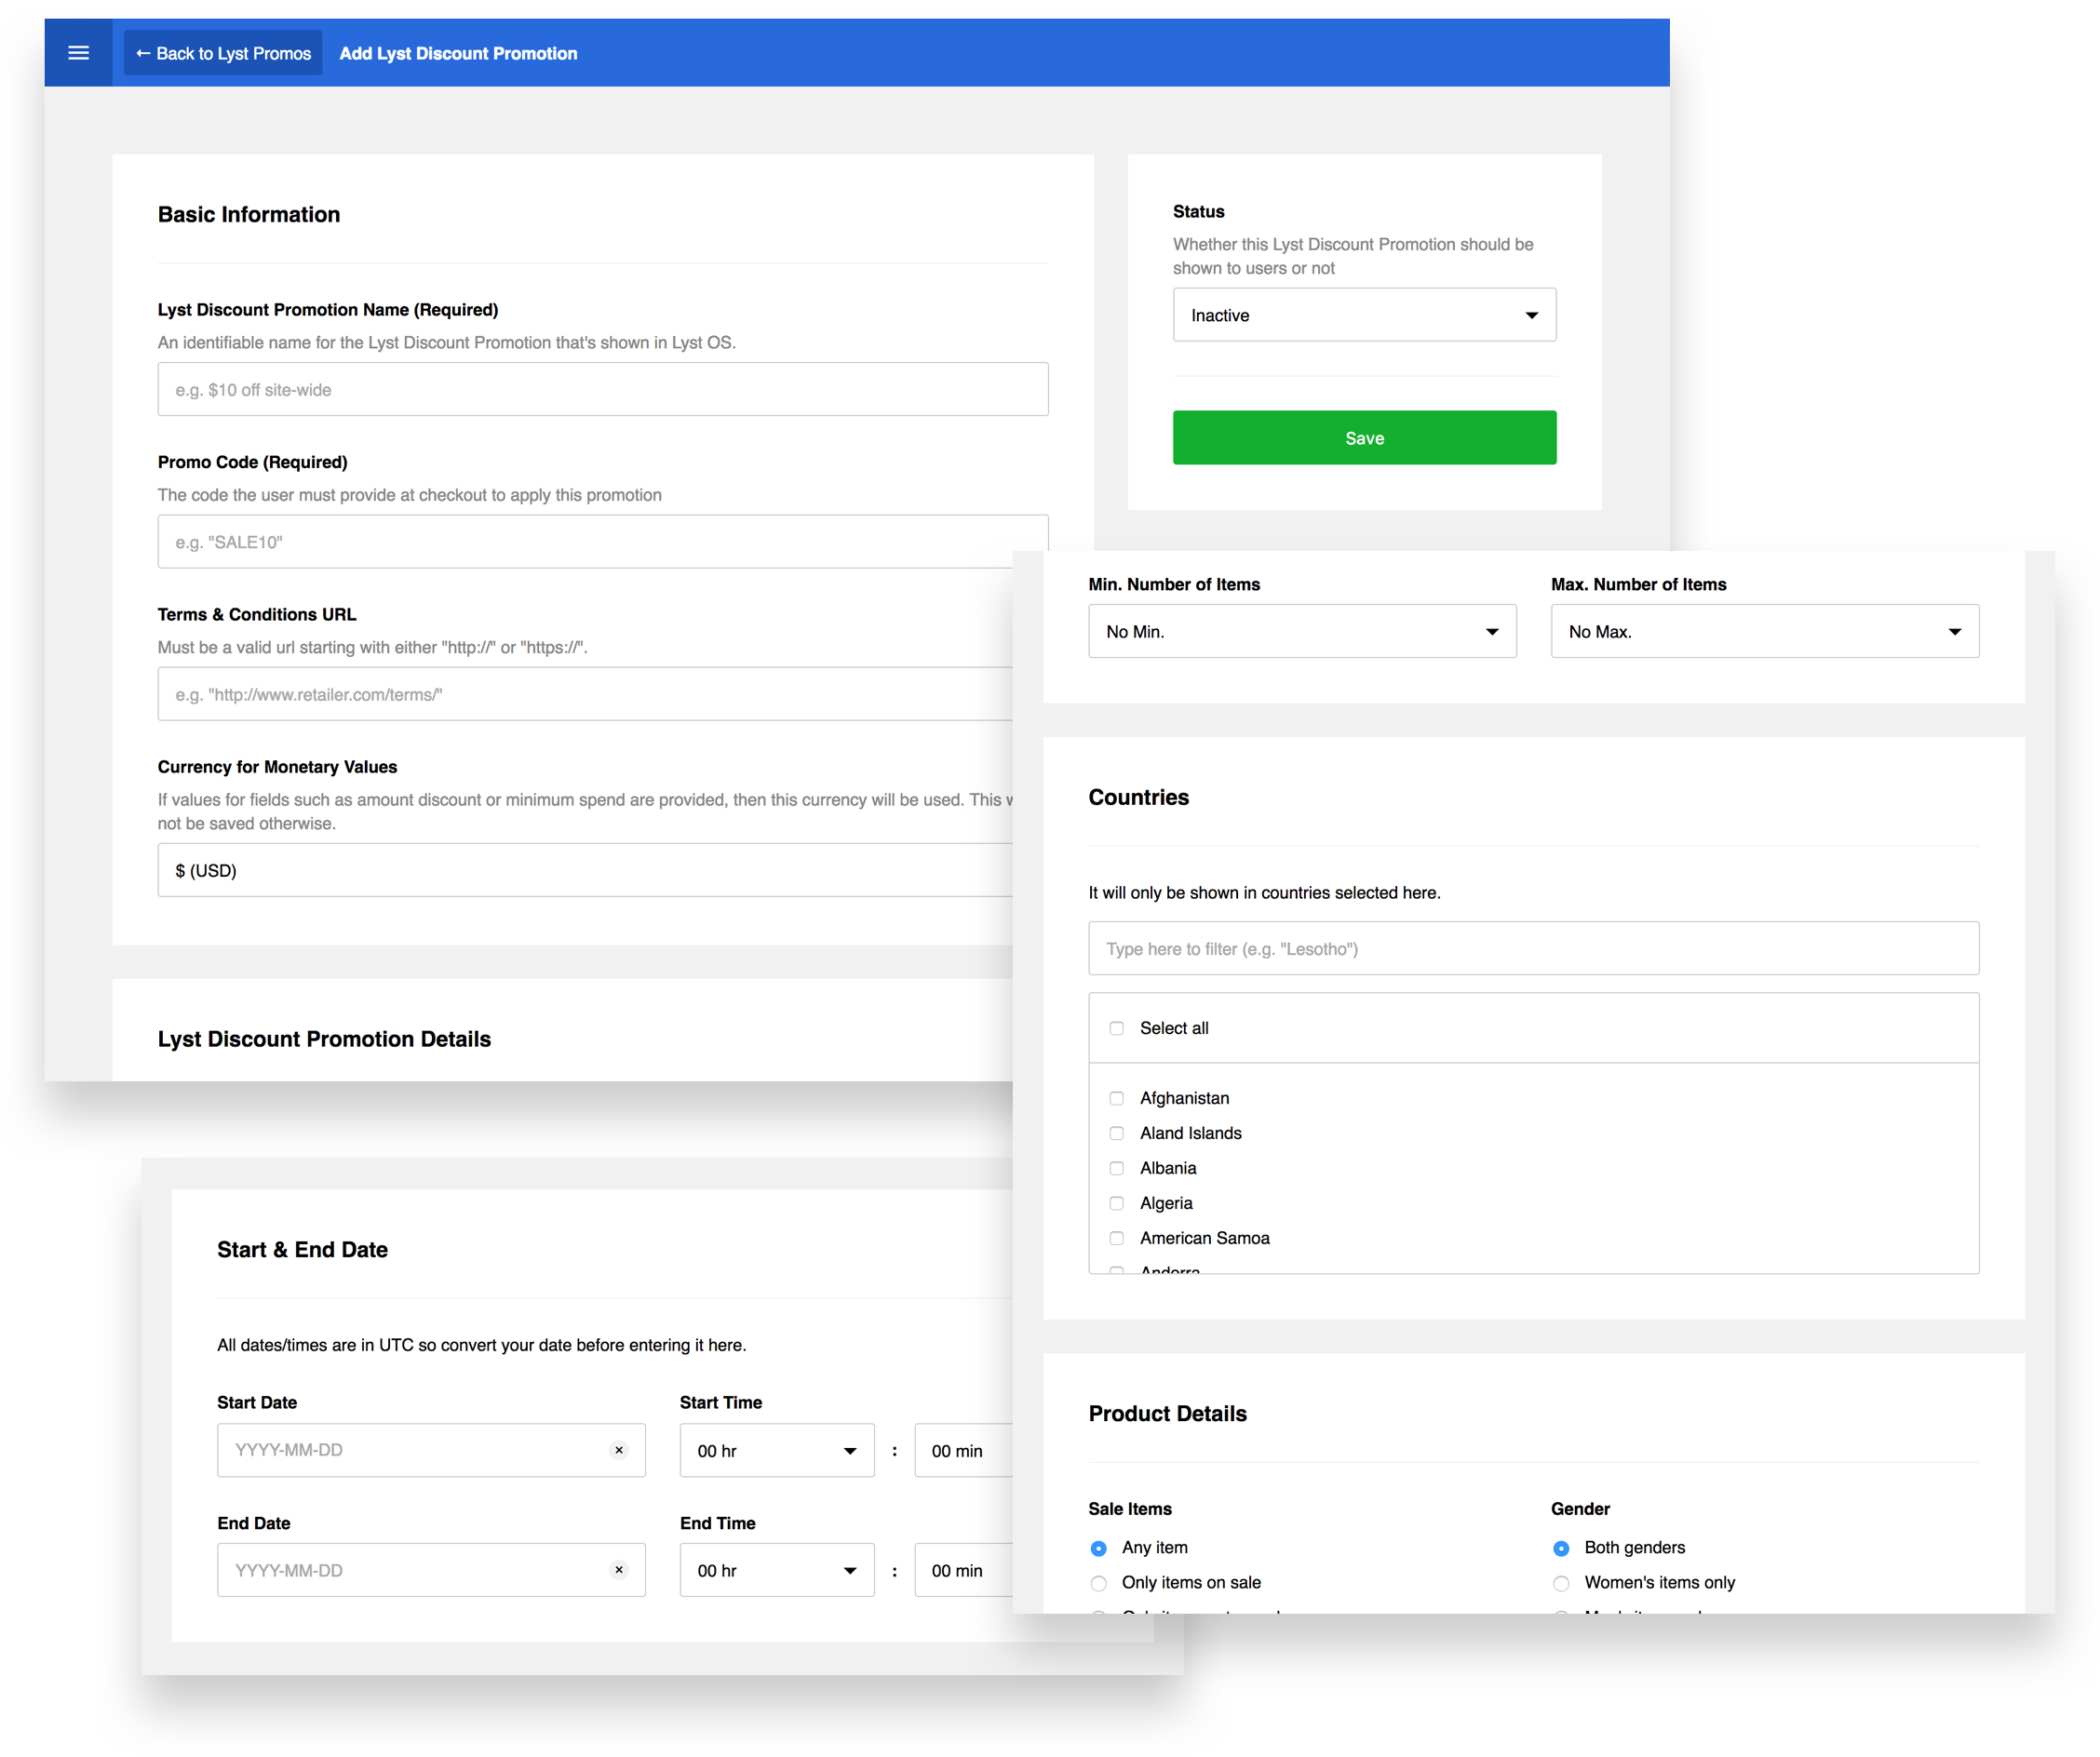 ← Back to Lyst Promos
Add Lyst Discount Promotion
Basic Information
Lyst Discount Promotion Name (Required)
An identifiable name for the Lyst Discount Promotion that's shown in Lyst OS.
e.g. $10 off site-wide
Promo Code (Required)
The code the user must provide at checkout to apply this promotion
e.g. "SALE10"
Terms & Conditions URL
Must be a valid url starting with either "http://" or "https://".
e.g. "http://www.retailer.com/terms/"
Currency for Monetary Values
If values for fields such as amount discount or minimum spend are provided, then this currency will be used. This
not be saved otherwise.
$ (USD)
Lyst Discount Promotion Details
Status
Whether this Lyst Discount Promotion should be
shown to users or not
Inactive
Save
Min. Number of Items
No Min.
Max. Number of Items
No Max.
Countries
It will only be shown in countries selected here.
Type here to filter (e.g. "Lesotho")
Select all
Afghanistan
Aland Islands
Albania
Algeria
American Samoa
Andorra
Product Details
Sale Items
Any item
Only items on sale
Gender
Both genders
Women's items only
Start & End Date
All dates/times are in UTC so convert your date before entering it here.
Start Date
YYYY-MM-DD
Start Time
00 hr
:
00 min
End Date
YYYY-MM-DD
End Time
00 hr
:
00 min